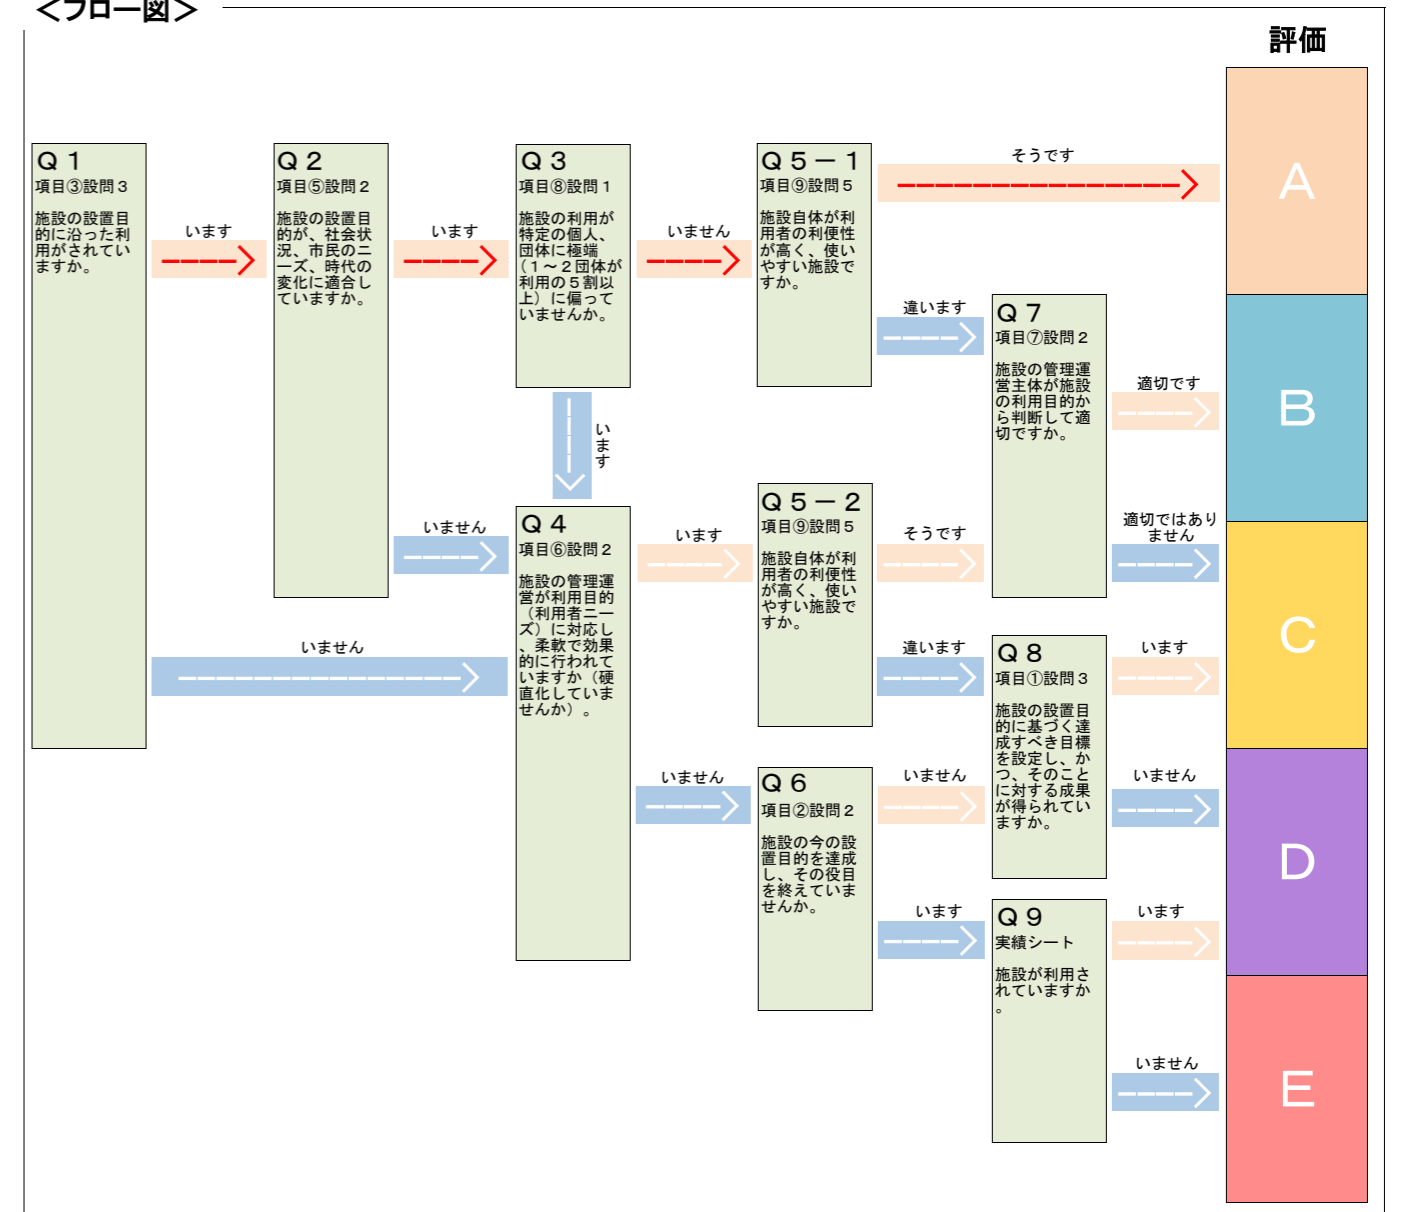 ＜フロー図＞
評価
Ｑ１
項目③設問３
施設の設置目
的に沿った利
用がされてい
ますか。
います
いません
Ｑ２
項目⑤設問２
施設の設置目
的が、社会状
況、市民のニ
ーズ、時代の
変化に適合し
ていますか。
います
いません
Ｑ３
項目⑧設問１
施設の利用が
特定の個人、
団体に極端
（１～２団体が
利用の５割以
上）に偏って
いませんか。
いません
います
Ｑ４
項目⑥設問２
施設の管理運
営が利用目的
（利用者ニー
ズ）に対応し
、柔軟で効果
的に行われて
いますか（硬
直化していま
せんか）。
います
いません
Ｑ５－１
項目⑨設問５
施設自体が利
用者の利便性
が高く、使い
やすい施設で
すか。
そうです
違います
Ｑ５－２
項目⑨設問５
施設自体が利
用者の利便性
が高く、使い
やすい施設で
すか。
そうです
違います
Ｑ６
項目②設問２
施設の今の設
置目的を達成
し、その役目
を終えていま
せんか。
いません
います
Ｑ７
項目⑦設問２
施設の管理運
営主体が施設
の利用目的か
ら判断して適
切ですか。
適切です
適切ではあり
ません
Ｑ８
項目①設問３
施設の設置目
的に基づく達
成すべき目標
を設定し、か
つ、そのこと
に対する成果
が得られてい
ますか。
います
いません
Ｑ９
実績シート
施設が利用さ
れていますか
。
います
いません
Ａ
Ｂ
Ｃ
Ｄ
Ｅ